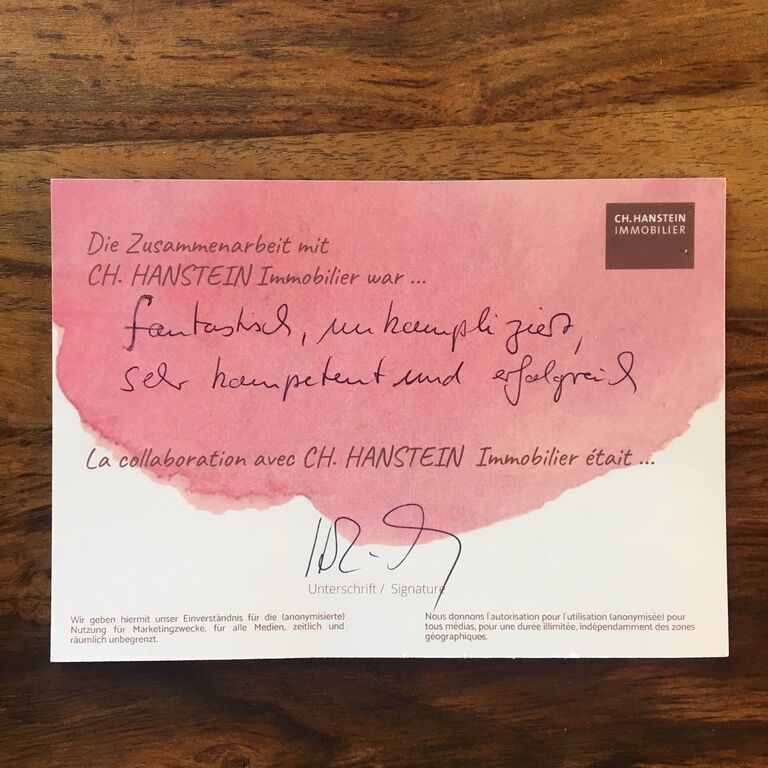 CH. HANSTEIN
IMMOBILIER
Die Zusammenarbeit mit
CH. HANSTEIN Immobilier war ...
fantastisch, unkompliziert,
sehr kompetent und erfolgreich
La collaboration avec CH. HANSTEIN Immobilier était ...
Unterschrift / Signature
Wir geben hiermit unser Einverständnis für die (anonymisierte)
Nutzung für Marketingzwecke, für alle Medien, zeitlich und
räumlich unbegrenzt.
Nous donnons l'autorisation pour l'utilisation (anonymisée) pour
tous médias, pour une durée illimitée, indépendamment des zones
géographiques.